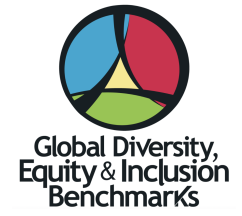 Global Diversity,
Equity & Inclusion
Benchmarks